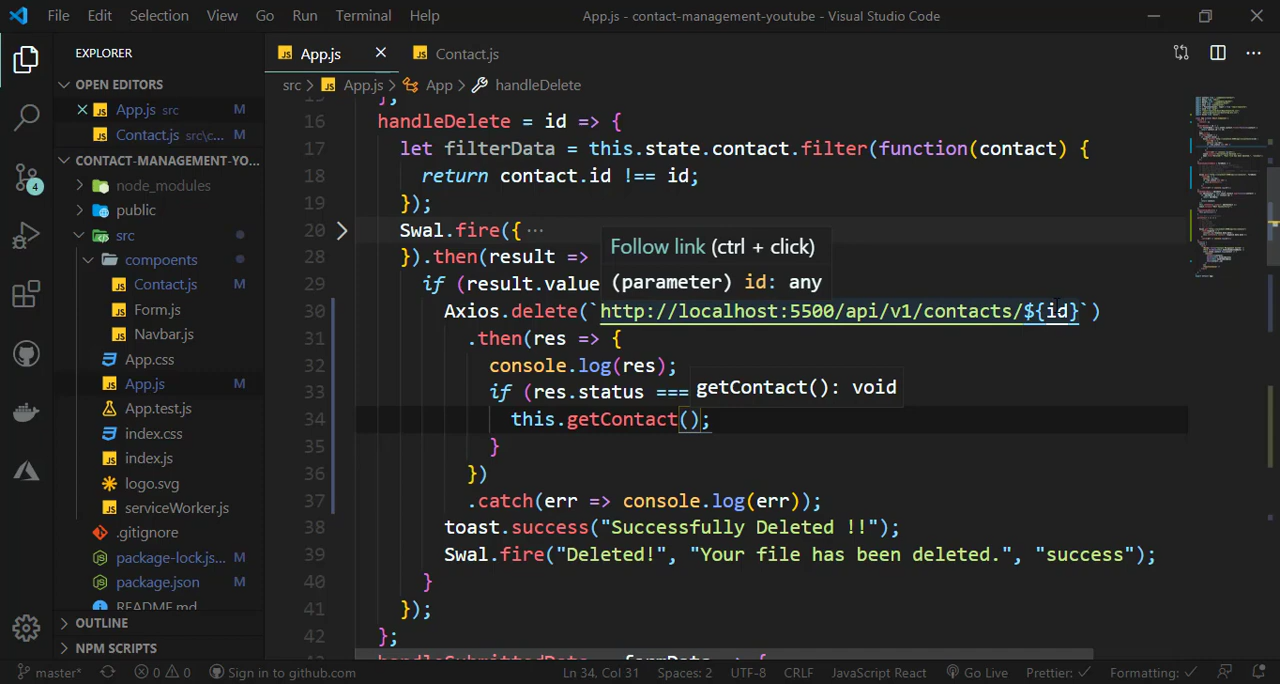 File Edit Selection View Go Run Terminal Help App.js - contact-management-youtube - Visual Studio Code
EXPLORER
OPEN EDITORS
App.js src M
Contact.js src\c... M
CONTACT-MANAGEMENT-YO...
node_modules
public
src
compoents
Contact.js M
Form.js
Navbar.js
App.css
App.js M
App.test.js
index.css
index.js
logo.svg
serviceWorker.js
.gitignore
package-lock.js... M
package.json M
README.md
OUTLINE
NPM SCRIPTS
4
App.js Contact.js
src > App.js > App > handleDelete
15 };
16 handleDelete = id => {
17 let filterData = this.state.contact.filter(function(contact) {
18 return contact.id !== id;
19 });
20 Swal.fire({ ...
Follow link (ctrl + click)
28 }).then(result =>
(parameter) id: any
29 if (result.value
30 Axios.delete(`http://localhost:5500/api/v1/contacts/${id}`)
31 .then(res => {
32 console.log(res);
33 if (res.status ===
getContact(): void
34 this.getContact();
35 }
36 })
37 .catch(err => console.log(err));
38 toast.success("Successfully Deleted !!");
39 Swal.fire("Deleted!", "Your file has been deleted.", "success");
40 }
41 });
42 };
43 handleSubmittedData = formData => {
master* 0 0 Sign in to github.com Ln 34, Col 31 Spaces: 2 UTF-8 CRLF JavaScript React Go Live Prettier: ✓ Formatting: ✓